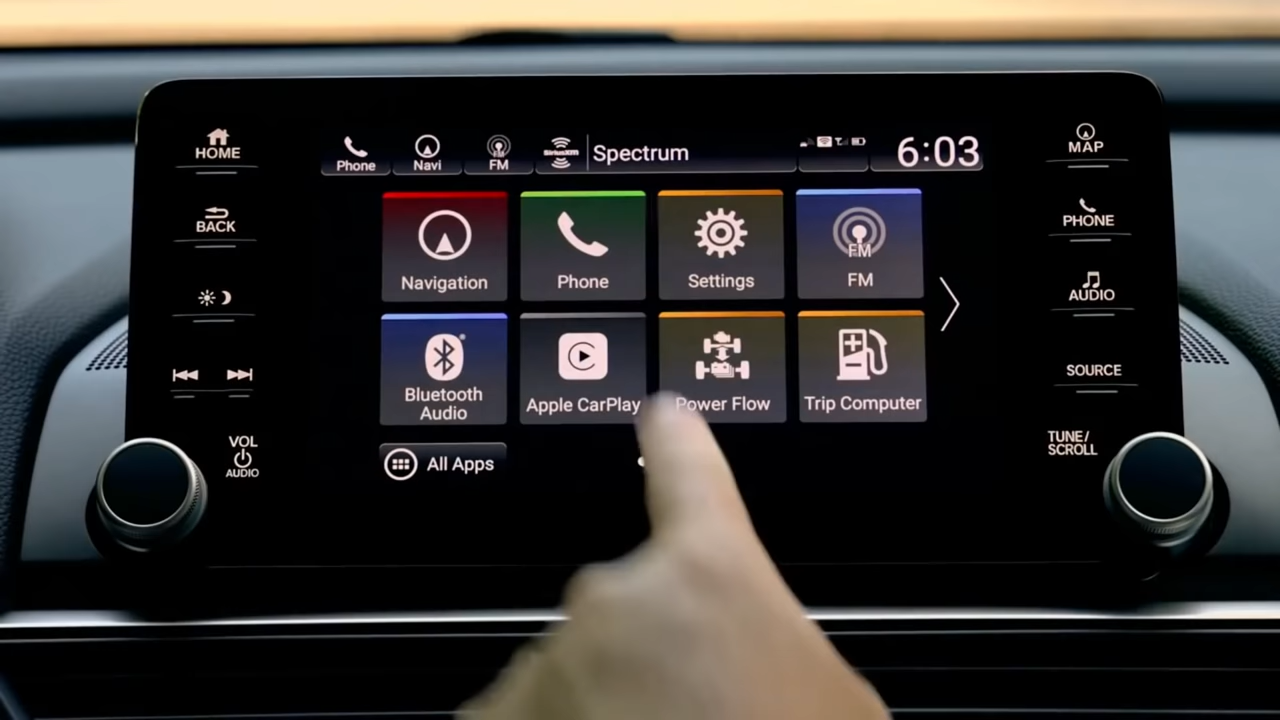 HOME
BACK
VOL
AUDIO
Phone
Navi
FM
SiriusXM
Spectrum
6:03
Navigation
Phone
Settings
FM
FM
Bluetooth
Audio
Apple CarPlay
Power Flow
Trip Computer
All Apps
MAP
PHONE
AUDIO
SOURCE
TUNE/
SCROLL